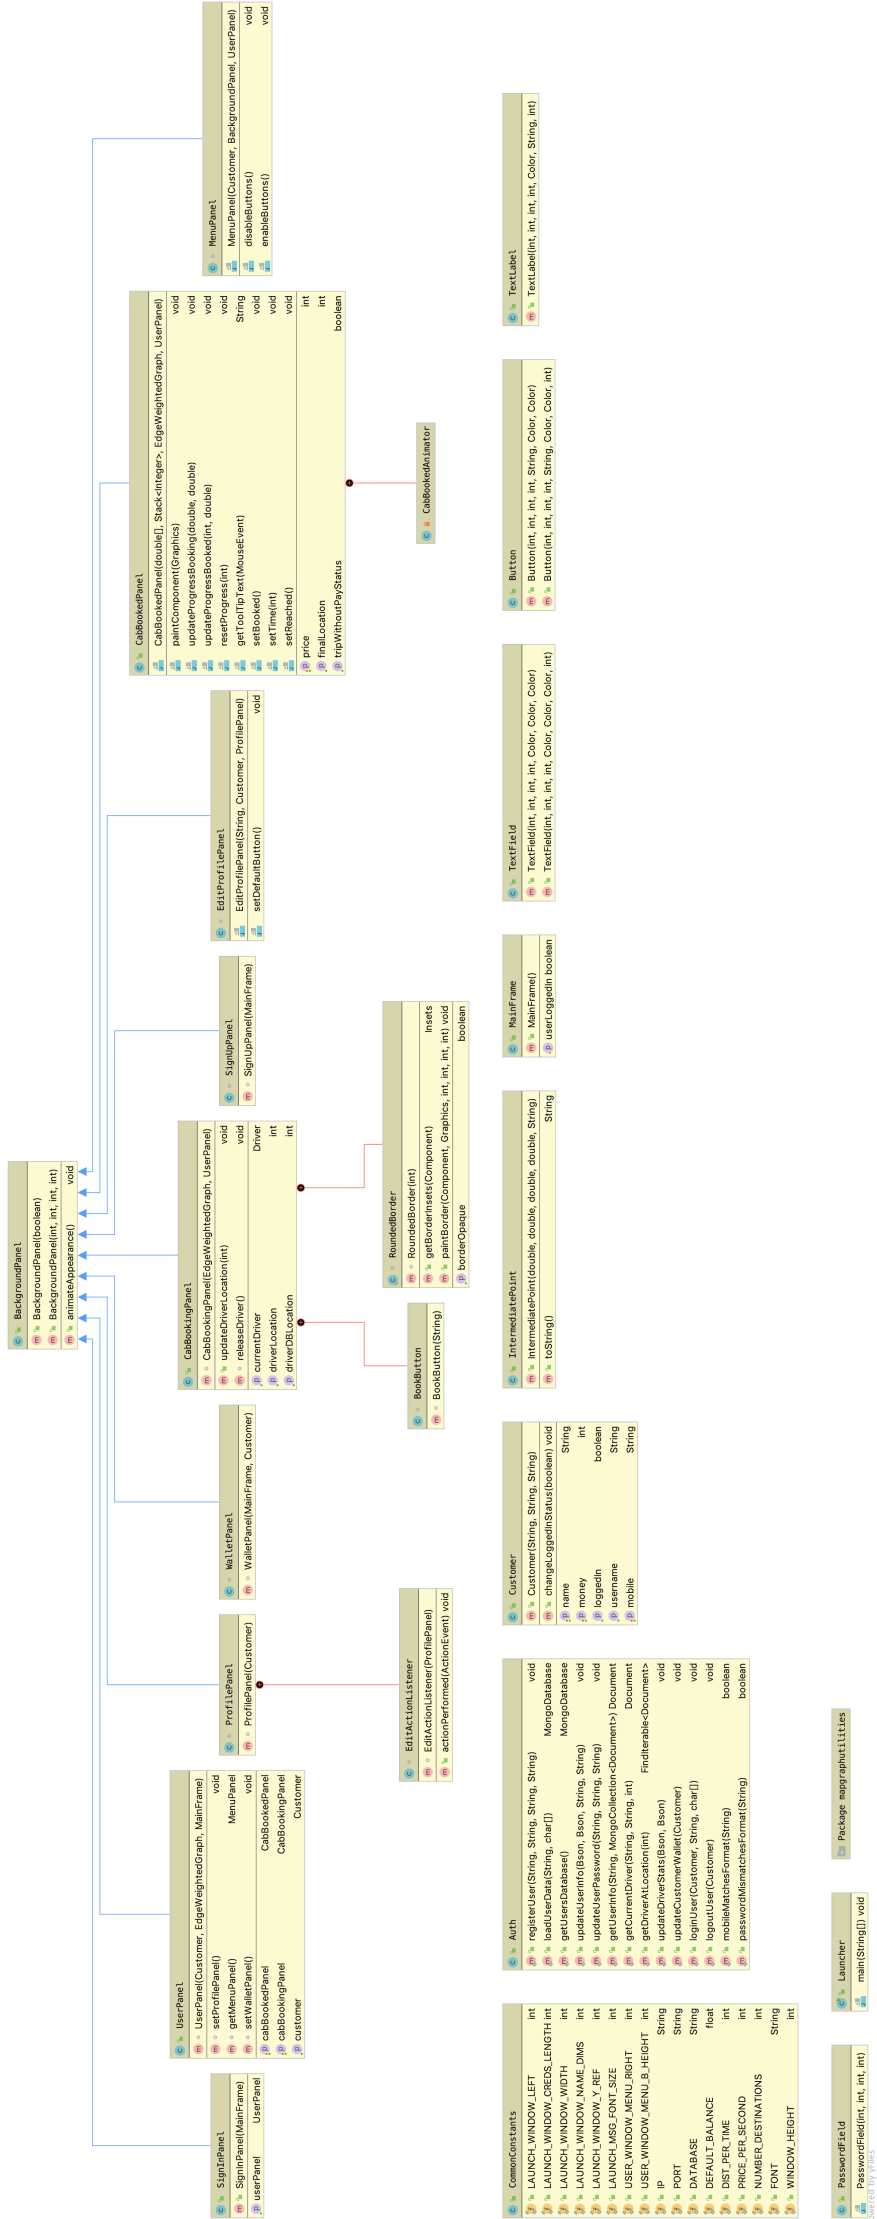 BackgroundPanel
BackgroundPanel(boolean)
BackgroundPanel(int, int, int, int)
animateAppearance() void
SignInPanel
SignInPanel(MainFrame)
userPanel UserPanel
UserPanel
UserPanel(Customer, EdgeWeightedGraph, MainFrame)
setProfilePanel() void
getMenuPanel() MenuPanel
setWalletPanel() void
cabBookedPanel CabBookedPanel
cabBookingPanel CabBookingPanel
customer Customer
ProfilePanel
ProfilePanel(Customer)
WalletPanel
WalletPanel(MainFrame, Customer)
CabBookingPanel
CabBookingPanel(EdgeWeightedGraph, UserPanel)
updateDriverLocation(int) void
releaseDriver() void
currentDriver Driver
driverLocation int
driverDBLocation int
SignUpPanel
SignUpPanel(MainFrame)
EditProfilePanel
EditProfilePanel(String, Customer, ProfilePanel)
setDefaultButton() void
CabBookedPanel
CabBookedPanel(double[], Stack<Integer>, EdgeWeightedGraph, UserPanel)
paintComponent(Graphics) void
updateProgressBooking(double, double) void
updateProgressBooked(int, double) void
resetProgress(int) void
getToolTipText(MouseEvent) String
setBooked() void
setTime(int) void
setReached() void
price int
finalLocation int
tripWithoutPayStatus boolean
MenuPanel
MenuPanel(Customer, BackgroundPanel, UserPanel)
disableButtons() void
enableButtons() void
EditActionListener
EditActionListener(ProfilePanel)
actionPerformed(ActionEvent) void
BookButton
BookButton(String)
RoundedBorder
RoundedBorder(int)
getBorderInsets(Component) Insets
paintBorder(Component, Graphics, int, int, int, int) void
borderOpaque boolean
CabBookedAnimator
CommonConstants
LAUNCH_WINDOW_LEFT int
LAUNCH_WINDOW_CREDS_LENGTH int
LAUNCH_WINDOW_WIDTH int
LAUNCH_WINDOW_NAME_DIMS int
LAUNCH_WINDOW_Y_REF int
LAUNCH_MSG_FONT_SIZE int
USER_WINDOW_MENU_RIGHT int
USER_WINDOW_MENU_B_HEIGHT int
IP String
PORT String
DATABASE String
DEFAULT_BALANCE float
DIST_PER_TIME int
PRICE_PER_SECOND int
NUMBER_DESTINATIONS int
FONT String
WINDOW_HEIGHT int
Auth
registerUser(String, String, String, String) void
loadUserData(String, char[]) MongoDatabase
getUsersDatabase() MongoDatabase
updateUserInfo(Bson, Bson, String, String) void
updateUserPassword(String, String, String) void
getUserInfo(String, MongoCollection<Document>) Document
getCurrentDriver(String, String, int) Document
getDriverAtLocation(int) FindIterable<Document>
updateDriverStats(Bson, Bson) void
updateCustomerWallet(Customer) void
loginUser(Customer, String, char[]) void
logoutUser(Customer) void
mobileMatchesFormat(String) boolean
passwordMismatchesFormat(String) boolean
Customer
Customer(String, String, String)
changeLoggedInStatus(boolean) void
name String
money int
loggedIn boolean
username String
mobile String
IntermediatePoint
IntermediatePoint(double, double, double, double, String)
toString() String
MainFrame
MainFrame()
userLoggedIn boolean
TextField
TextField(int, int, int, int, Color, Color, Color)
TextField(int, int, int, int, Color, Color, Color, int)
Button
Button(int, int, int, int, String, Color, Color)
Button(int, int, int, int, String, Color, Color, int)
TextLabel
TextLabel(int, int, int, int, Color, String, int)
PasswordField
PasswordField(int, int, int, int)
Launcher
main(String[]) void
Package mapgraphutilities
owered by yFiles